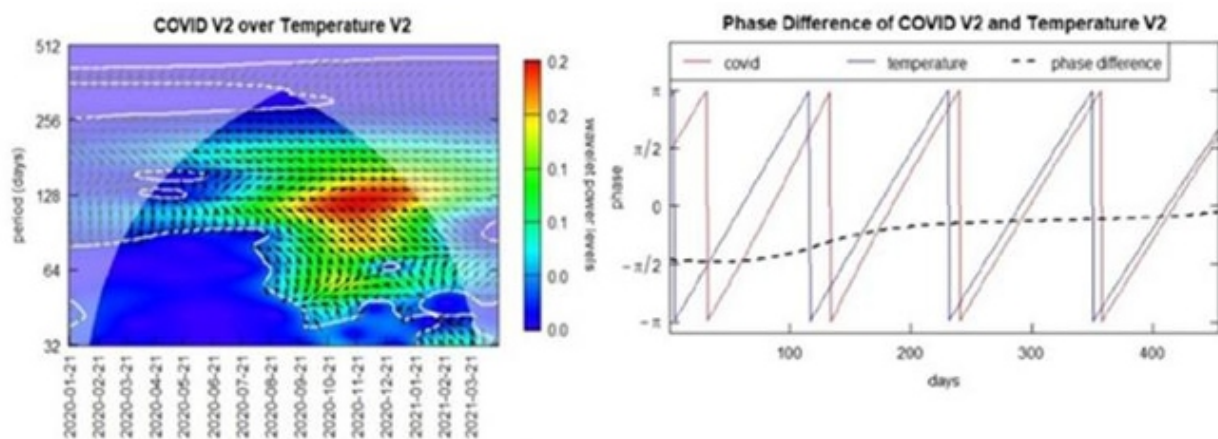 COVID V2 over Temperature V2
512
256
128
64
32
period (days)
2020-01-21
2020-02-21
2020-03-21
2020-04-21
2020-05-21
2020-06-21
2020-07-21
2020-08-21
2020-09-21
2020-10-21
2020-11-21
2020-12-21
2021-01-21
2021-02-21
2021-03-21
0.2
0.2
0.1
0.1
0.0
0.0
wavelet power levels
Phase Difference of COVID V2 and Temperature V2
covid temperature phase difference
π
π/2
0
-π/2
-π
phase
100 200 300 400
days